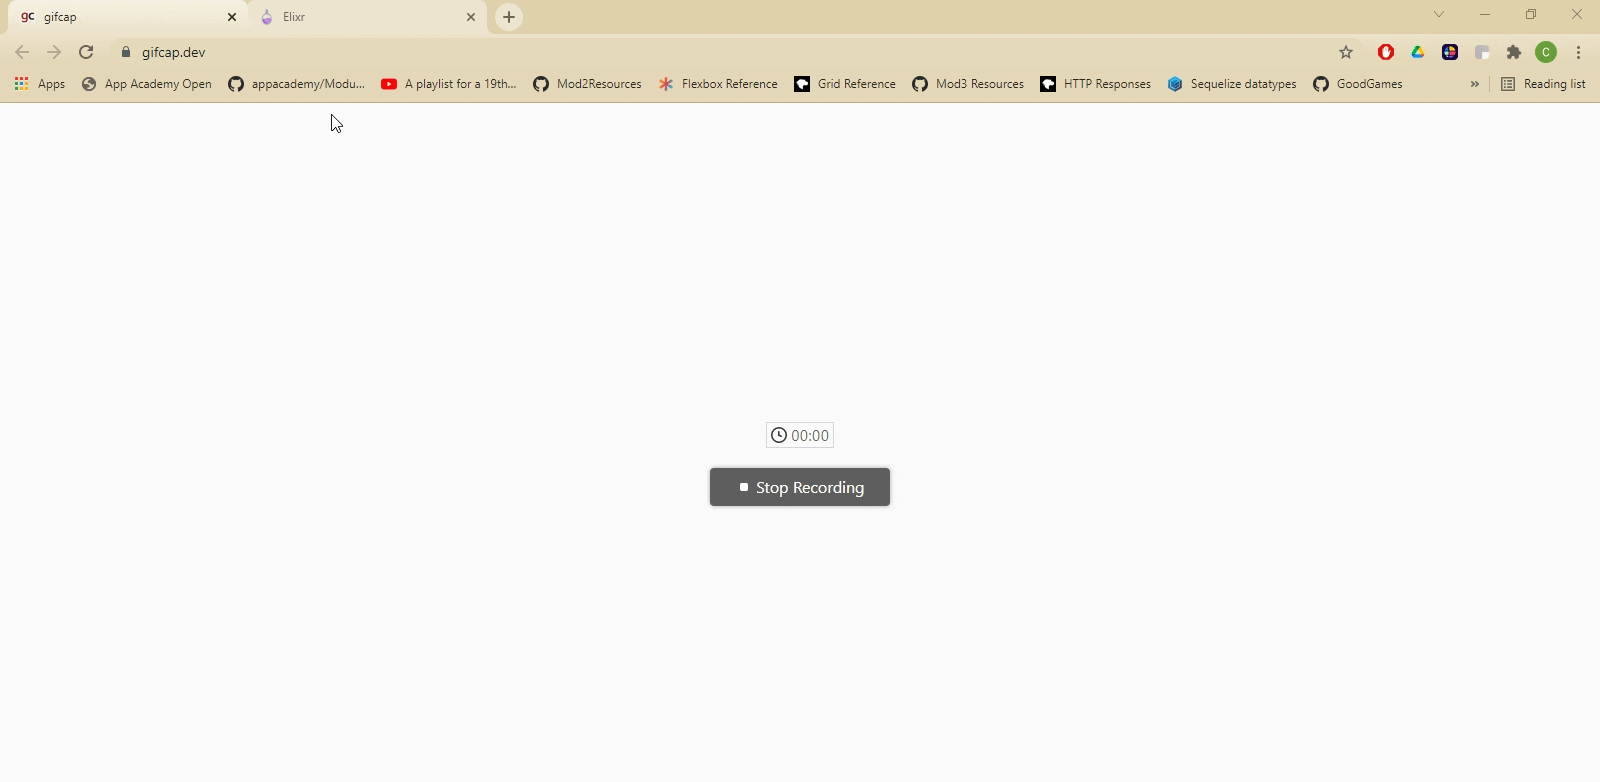 gc gifcap Elixr
gifcap.dev C
Apps App Academy Open appacademy/Modu... A playlist for a 19th... Mod2Resources Flexbox Reference Grid Reference Mod3 Resources HTTP Responses Sequelize datatypes GoodGames » Reading list
00:00
Stop Recording